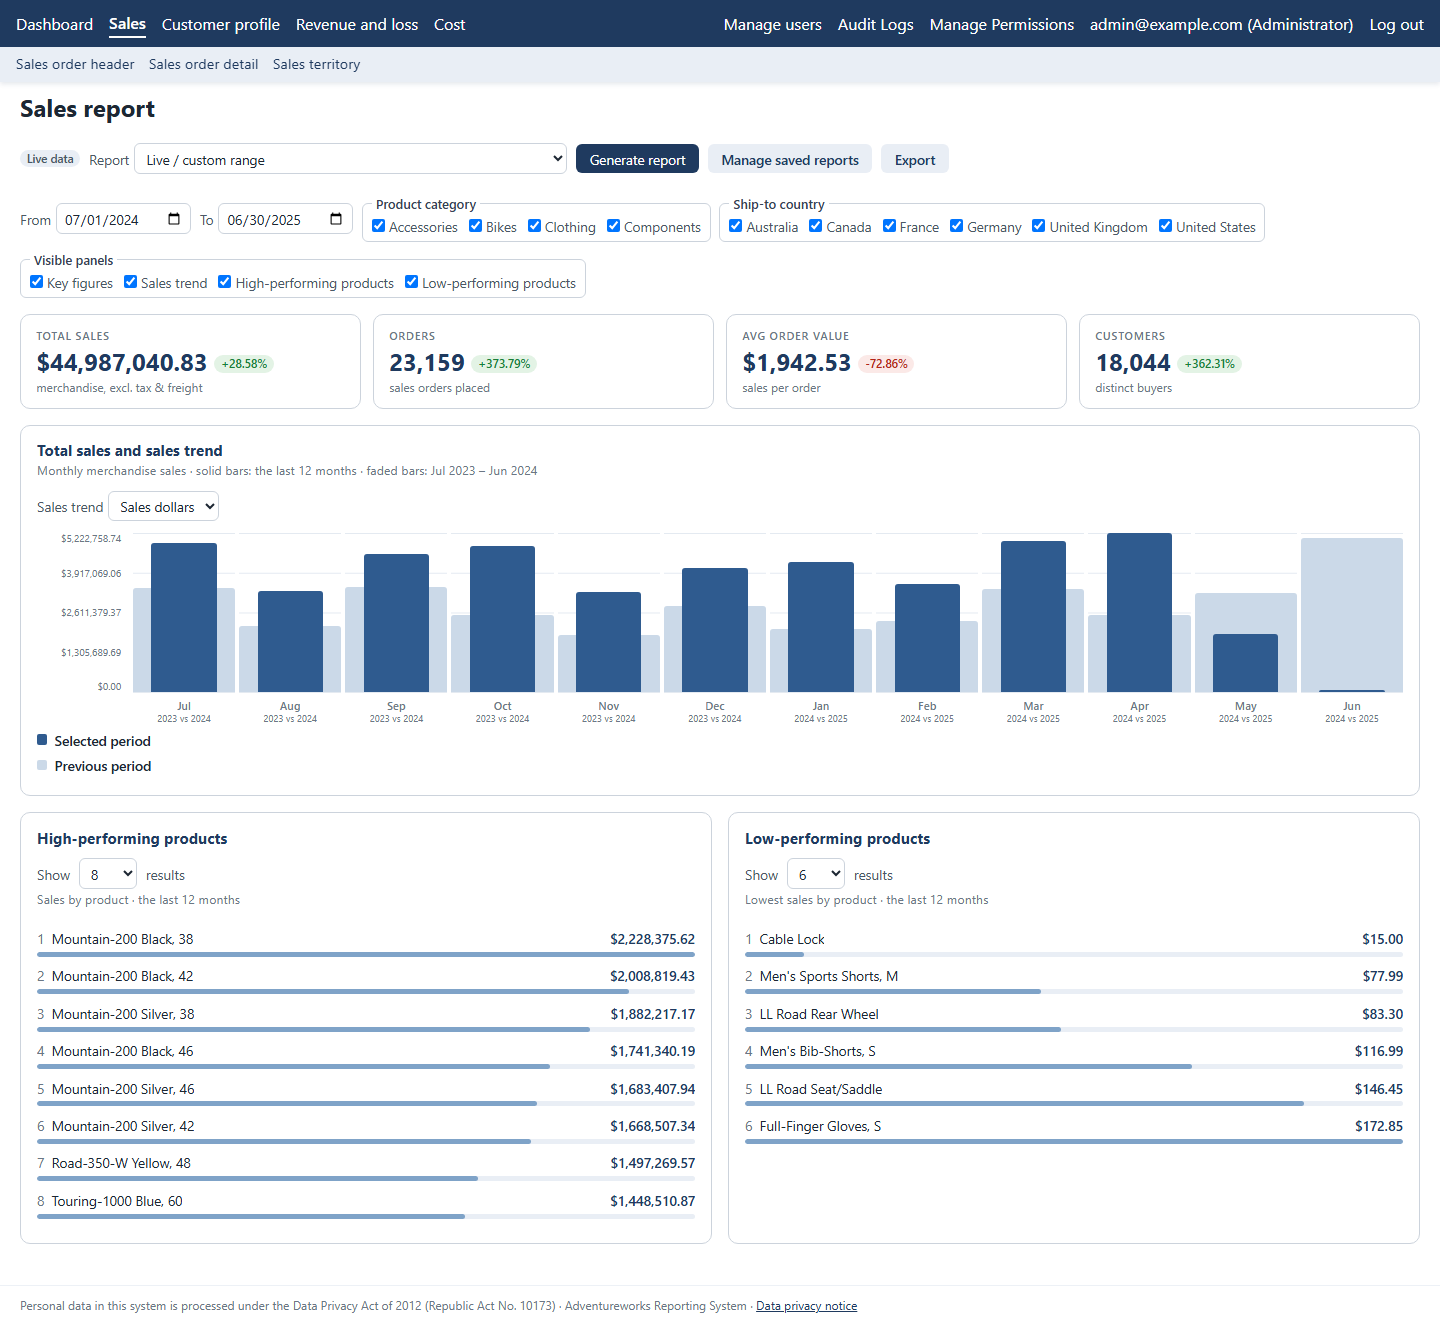 Dashboard Sales Customer profile Revenue and loss Cost Manage users Audit Logs Manage Permissions admin@example.com (Administrator) Log out
Sales order header Sales order detail Sales territory
Sales report
Live data Report Live / custom range Generate report Manage saved reports Export
Product category Ship-to country
From 07/01/2024 To 06/30/2025 Accessories Bikes Clothing Components Australia Canada France Germany United Kingdom United States
Visible panels
Key figures Sales trend High-performing products Low-performing products
TOTAL SALES
$44,987,040.83 +28.58%
merchandise, excl. tax & freight
ORDERS
23,159 +373.79%
sales orders placed
AVG ORDER VALUE
$1,942.53 -72.86%
sales per order
CUSTOMERS
18,044 +362.31%
distinct buyers
Total sales and sales trend
Monthly merchandise sales · solid bars: the last 12 months · faded bars: Jul 2023 – Jun 2024
Sales trend Sales dollars
$5,222,758.74
$3,917,069.06
$2,611,379.37
$1,305,689.69
$0.00
Jul Aug Sep Oct Nov Dec Jan Feb Mar Apr May Jun
2023 vs 2024 2023 vs 2024 2023 vs 2024 2023 vs 2024 2023 vs 2024 2023 vs 2024 2024 vs 2025 2024 vs 2025 2024 vs 2025 2024 vs 2025 2024 vs 2025 2024 vs 2025
Selected period
Previous period
High-performing products
Show 8 results
Sales by product · the last 12 months
1 Mountain-200 Black, 38 $2,228,375.62
2 Mountain-200 Black, 42 $2,008,819.43
3 Mountain-200 Silver, 38 $1,882,217.17
4 Mountain-200 Black, 46 $1,741,340.19
5 Mountain-200 Silver, 46 $1,683,407.94
6 Mountain-200 Silver, 42 $1,668,507.34
7 Road-350-W Yellow, 48 $1,497,269.57
8 Touring-1000 Blue, 60 $1,448,510.87
Low-performing products
Show 6 results
Lowest sales by product · the last 12 months
1 Cable Lock $15.00
2 Men's Sports Shorts, M $77.99
3 LL Road Rear Wheel $83.30
4 Men's Bib-Shorts, S $116.99
5 LL Road Seat/Saddle $146.45
6 Full-Finger Gloves, S $172.85
Personal data in this system is processed under the Data Privacy Act of 2012 (Republic Act No. 10173) · Adventureworks Reporting System · Data privacy notice